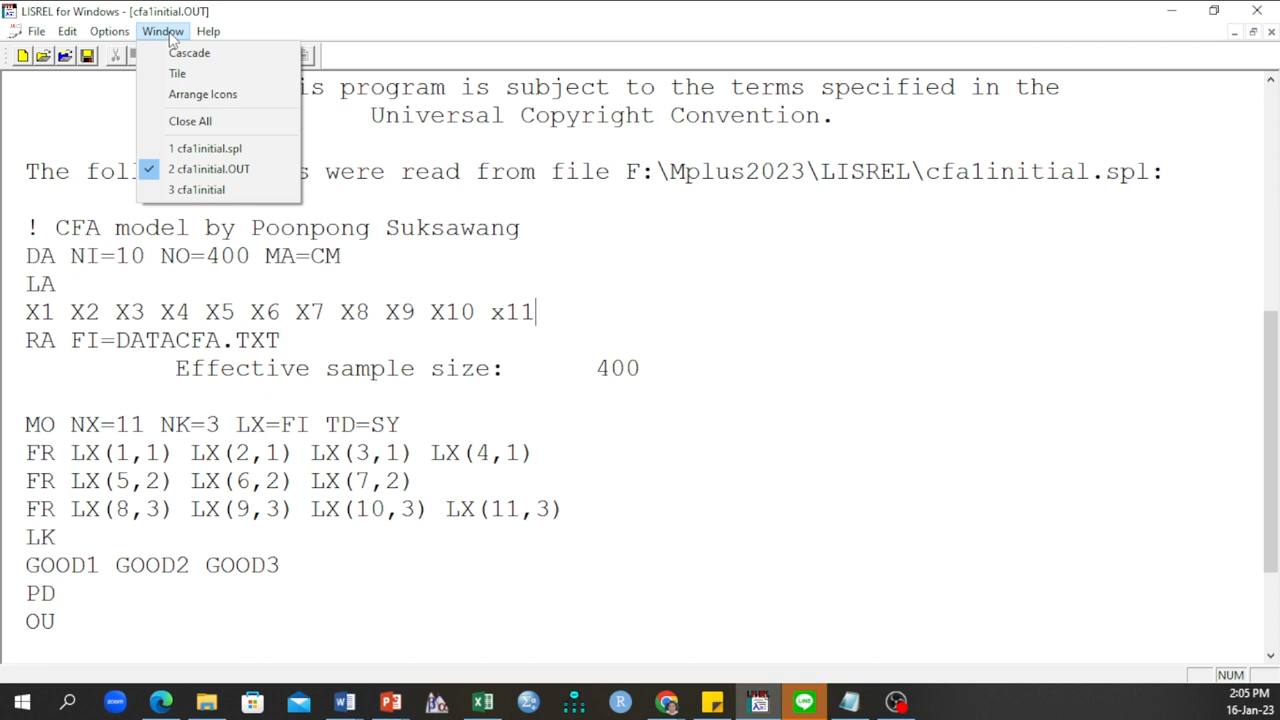 LISREL for Windows - [cfa1initial.OUT]
File Edit Options Window Help
Cascade
Tile
Arrange Icons
Close All
1 cfa1initial.spl
2 cfa1initial.OUT
3 cfa1initial
is program is subject to the terms specified in the
Universal Copyright Convention.
The foll s were read from file F:\Mplus2023\LISREL\cfa1initial.spl:
! CFA model by Poonpong Suksawang
DA NI=10 NO=400 MA=CM
LA
X1 X2 X3 X4 X5 X6 X7 X8 X9 X10 x11
RA FI=DATACFA.TXT
Effective sample size: 400
MO NX=11 NK=3 LX=FI TD=SY
FR LX(1,1) LX(2,1) LX(3,1) LX(4,1)
FR LX(5,2) LX(6,2) LX(7,2)
FR LX(8,3) LX(9,3) LX(10,3) LX(11,3)
LK
GOOD1 GOOD2 GOOD3
PD
OU
NUM
zoom
LISREL
LINE
2:05 PM
16-Jan-23